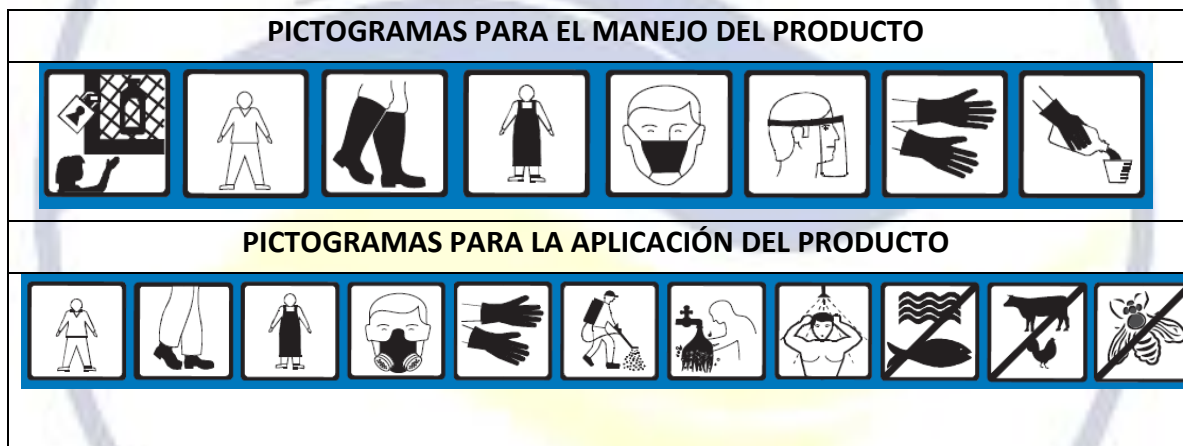 PICTOGRAMAS PARA EL MANEJO DEL PRODUCTO
PICTOGRAMAS PARA LA APLICACIÓN DEL PRODUCTO